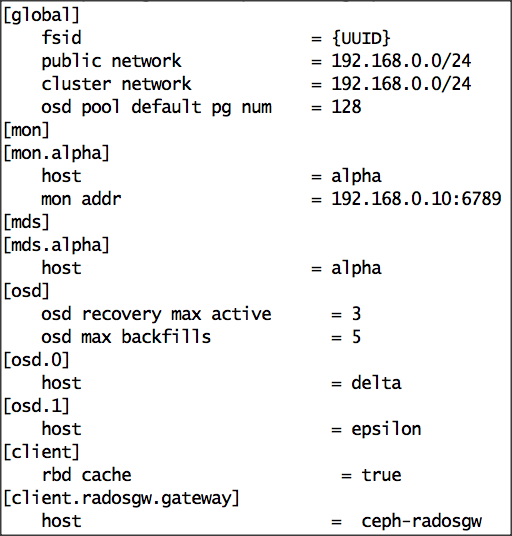 [global]
fsid = {UUID}
public network = 192.168.0.0/24
cluster network = 192.168.0.0/24
osd pool default pg num = 128
[mon]
[mon.alpha]
host = alpha
mon addr = 192.168.0.10:6789
[mds]
[mds.alpha]
host = alpha
[osd]
osd recovery max active = 3
osd max backfills = 5
[osd.0]
host = delta
[osd.1]
host = epsilon
[client]
rbd cache = true
[client.radosgw.gateway]
host = ceph-radosgw